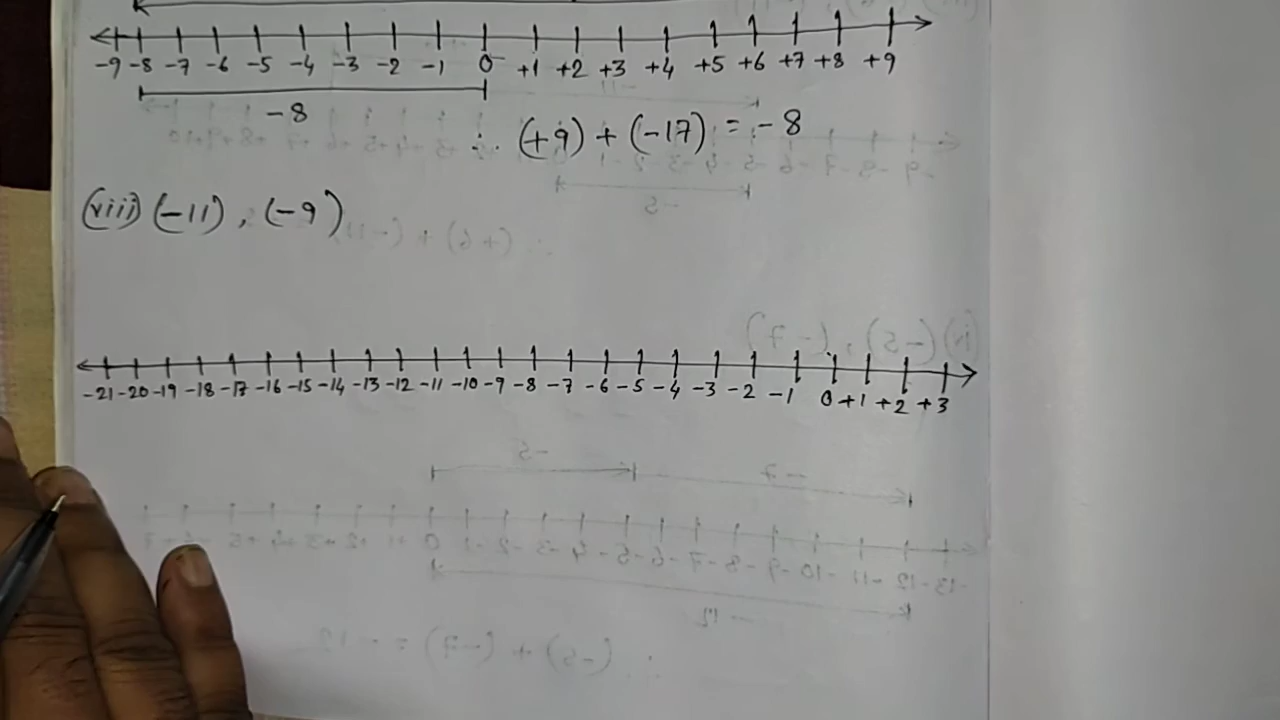 -9 -8 -7 -6 -5 -4 -3 -2 -1 0 +1 +2 +3 +4 +5 +6 +7 +8 +9
-8
∴ (+9) + (-17) = -8
(viii) (-11) , (-9)
-21 -20 -19 -18 -17 -16 -15 -14 -13 -12 -11 -10 -9 -8 -7 -6 -5 -4 -3 -2 -1 0 +1 +2 +3